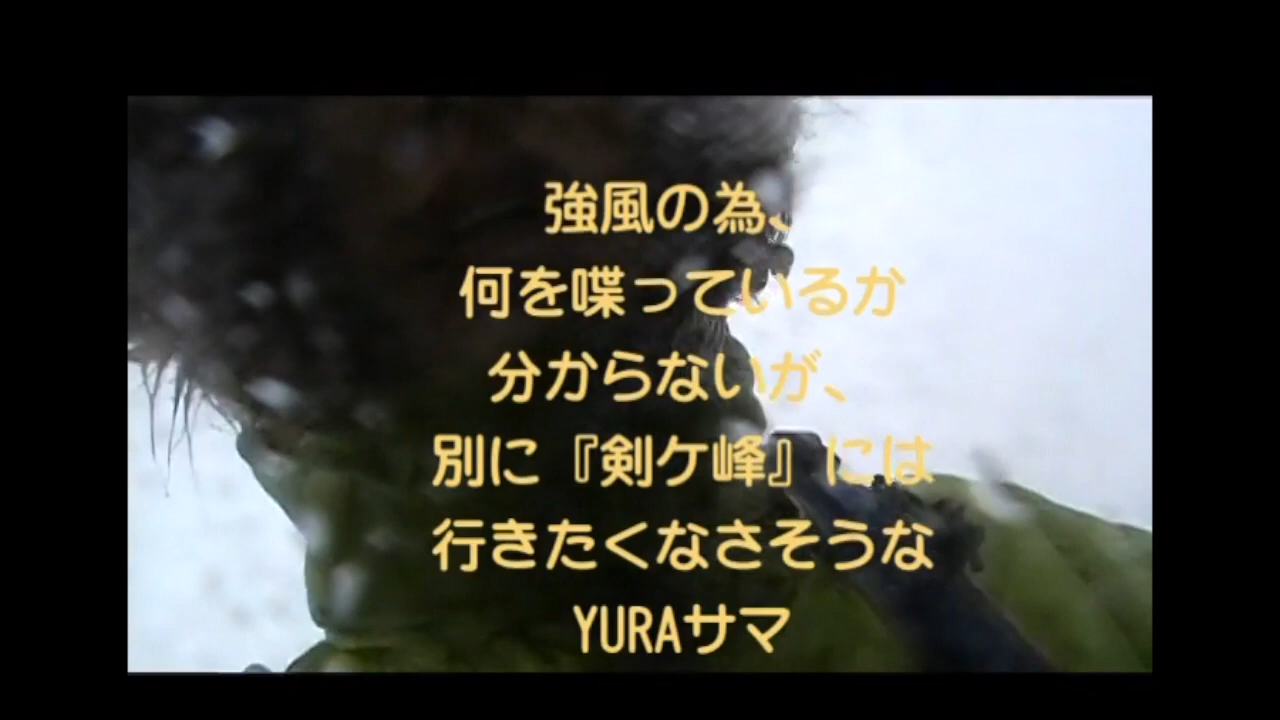 強風の為、
何を喋っているか
分からないが、
別に『剣ケ峰』には
行きたくなさそうな
YURAサマ